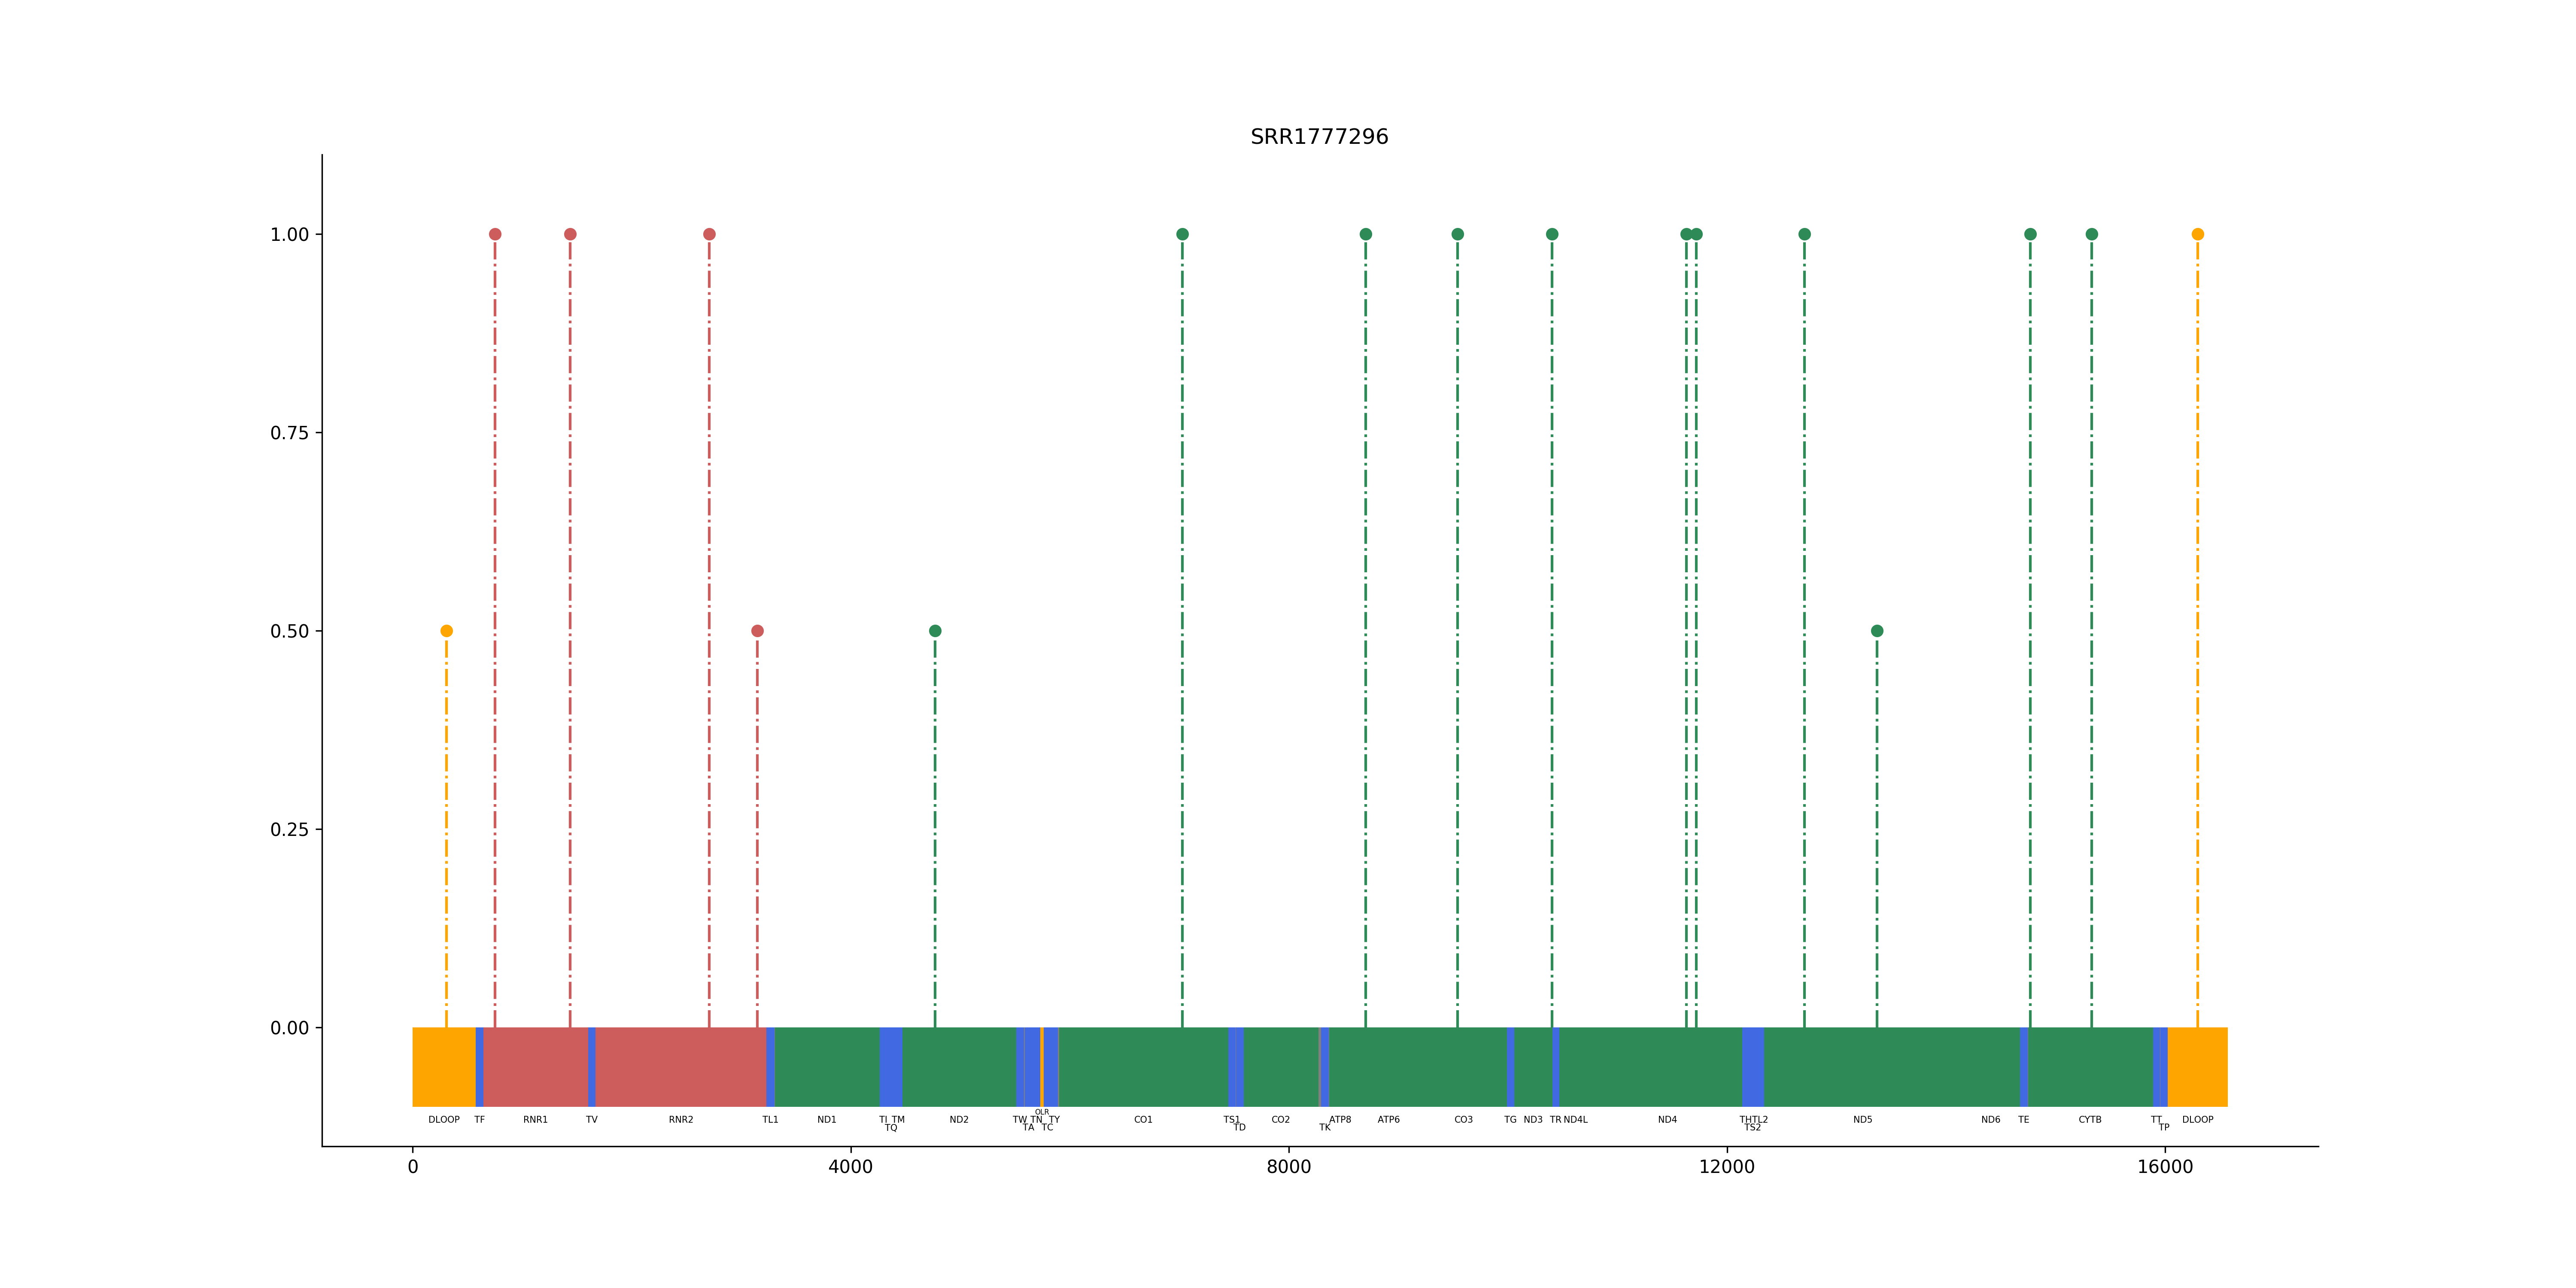 SRR1777296
1.00
0.75
0.50
0.25
0.00
OLR
DLOOP TF RNR1 TV RNR2 TL1 ND1 TI TM ND2 TW TN TY CO1 TS1 CO2 ATP8 ATP6 CO3 TG ND3 TR ND4L ND4 TH TL2 ND5 ND6 TE CYTB TT DLOOP
TQ TA TC TD TK TS2 TP
0 4000 8000 12000 16000